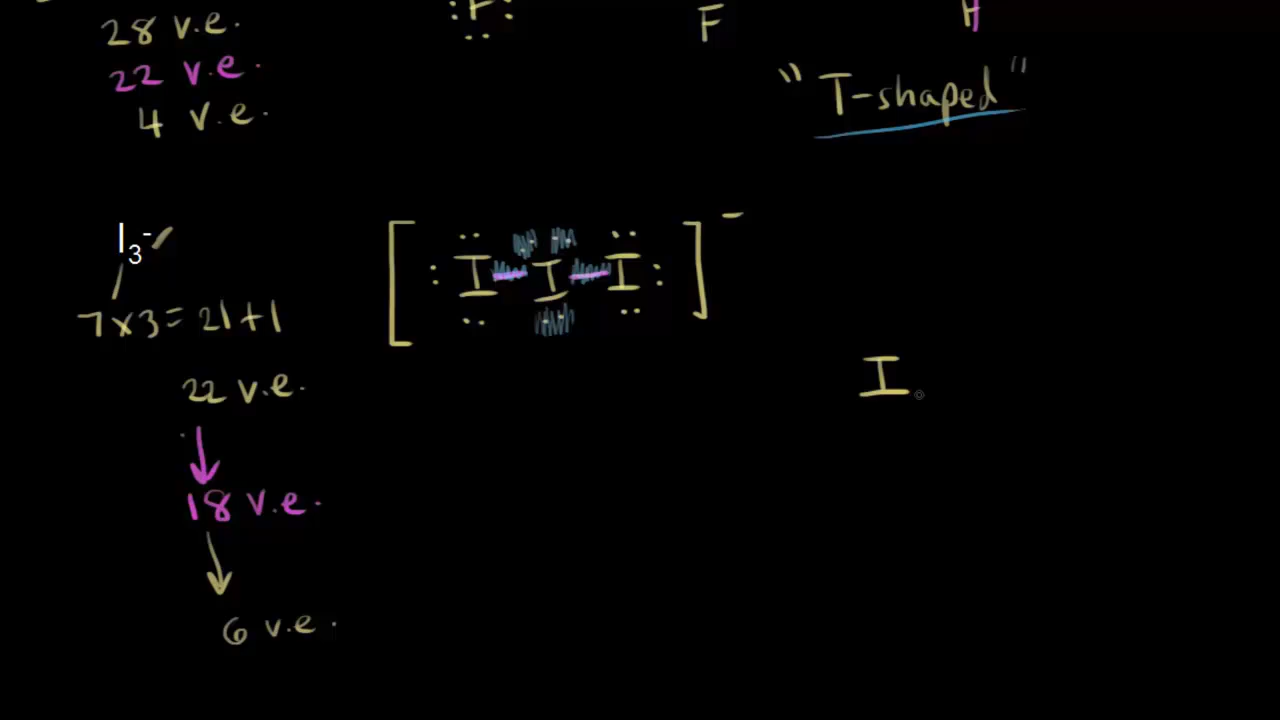 28 v.e.
:F:
F
F
22 v.e.
4 v.e.
"T-shaped"
I3-
[:I-I-I:]-
7x3=21+1
22 v.e.
I
18 v.e.
6 v.e.